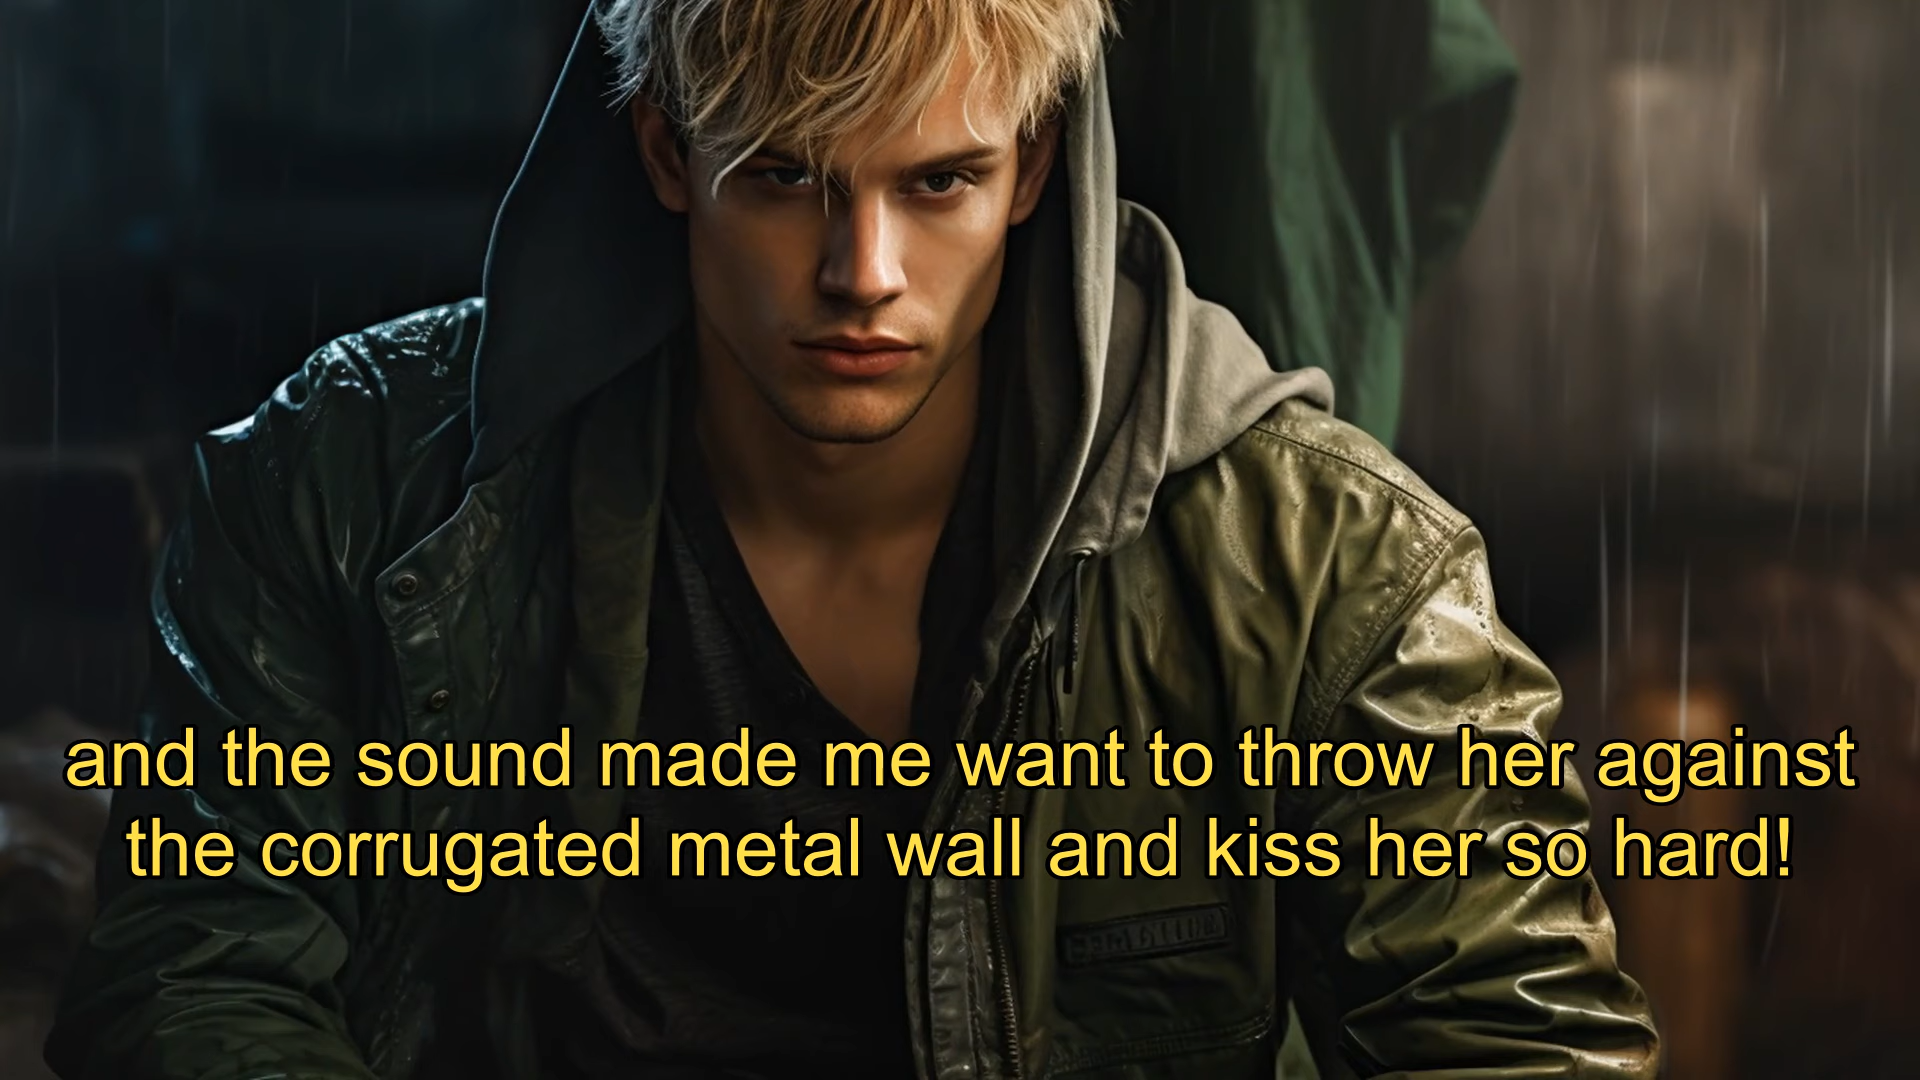 and the sound made me want to throw her against
the corrugated metal wall and kiss her so hard!